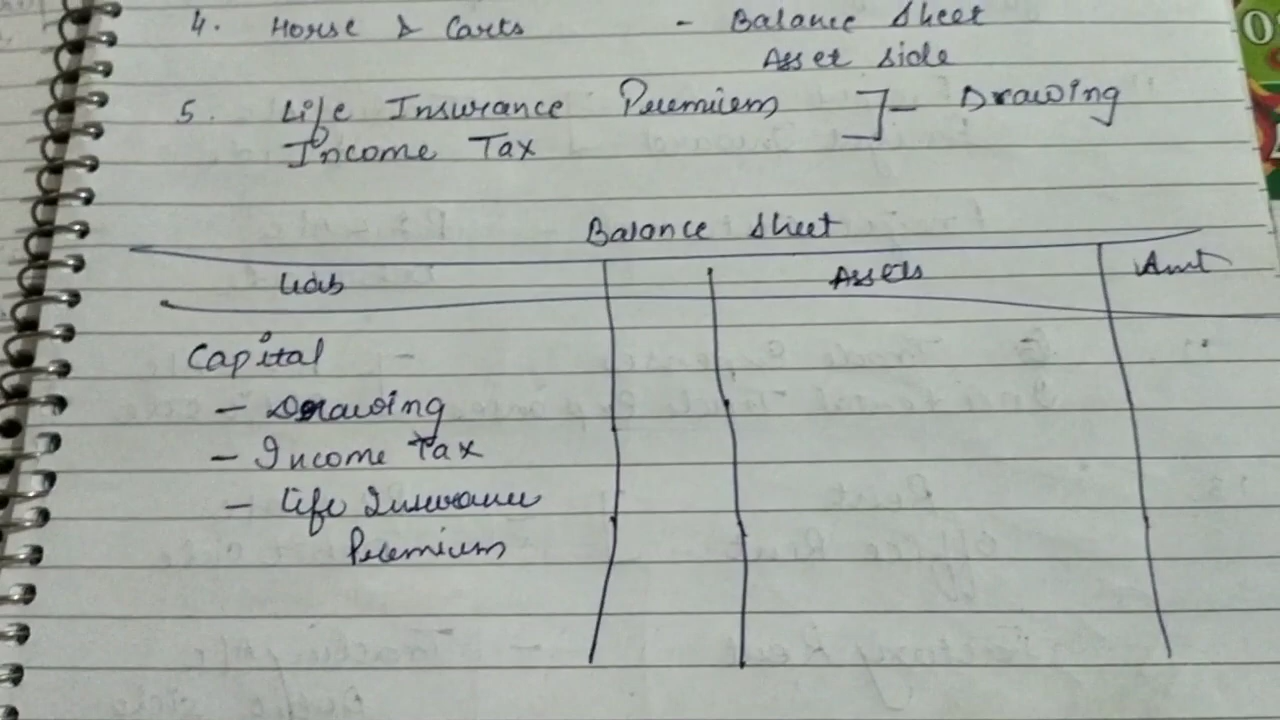 4. Horse & Carts - Balance Sheet
Asset side
5. Life Insurance Premium ]- Drawing
Income Tax
Balance Sheet
Liab Assets Amt
Capital
- Drawing
- Income Tax
- Life Insurance
Premium